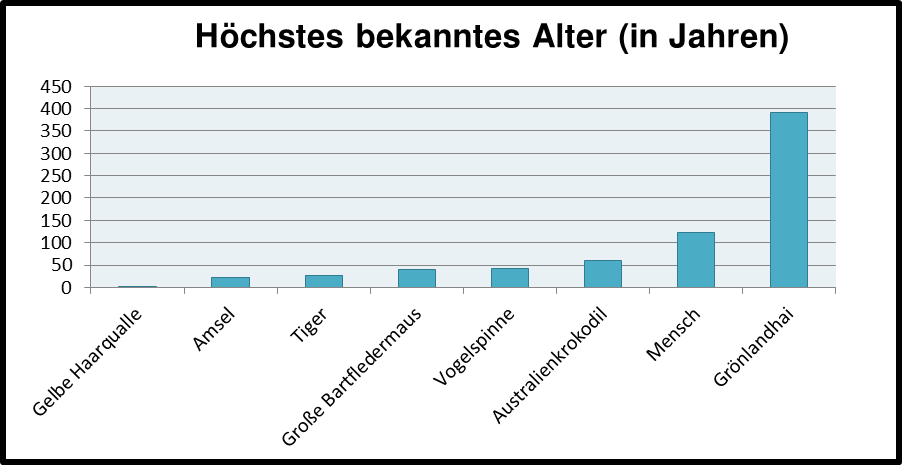 Höchstes bekanntes Alter (in Jahren)
450
400
350
300
250
200
150
100
50
0
Gelbe Haarqualle
Amsel
Tiger
Große Bartfledermaus
Vogelspinne
Australienkrokodil
Mensch
Grönlandhai